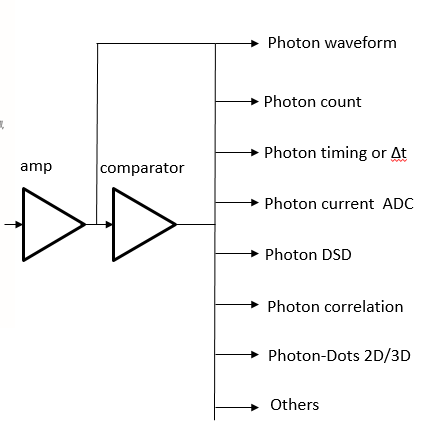 Photon waveform
Photon count
Photon timing or Δt
amp
comparator
Photon current ADC
Photon DSD
Photon correlation
Photon-Dots 2D/3D
Others